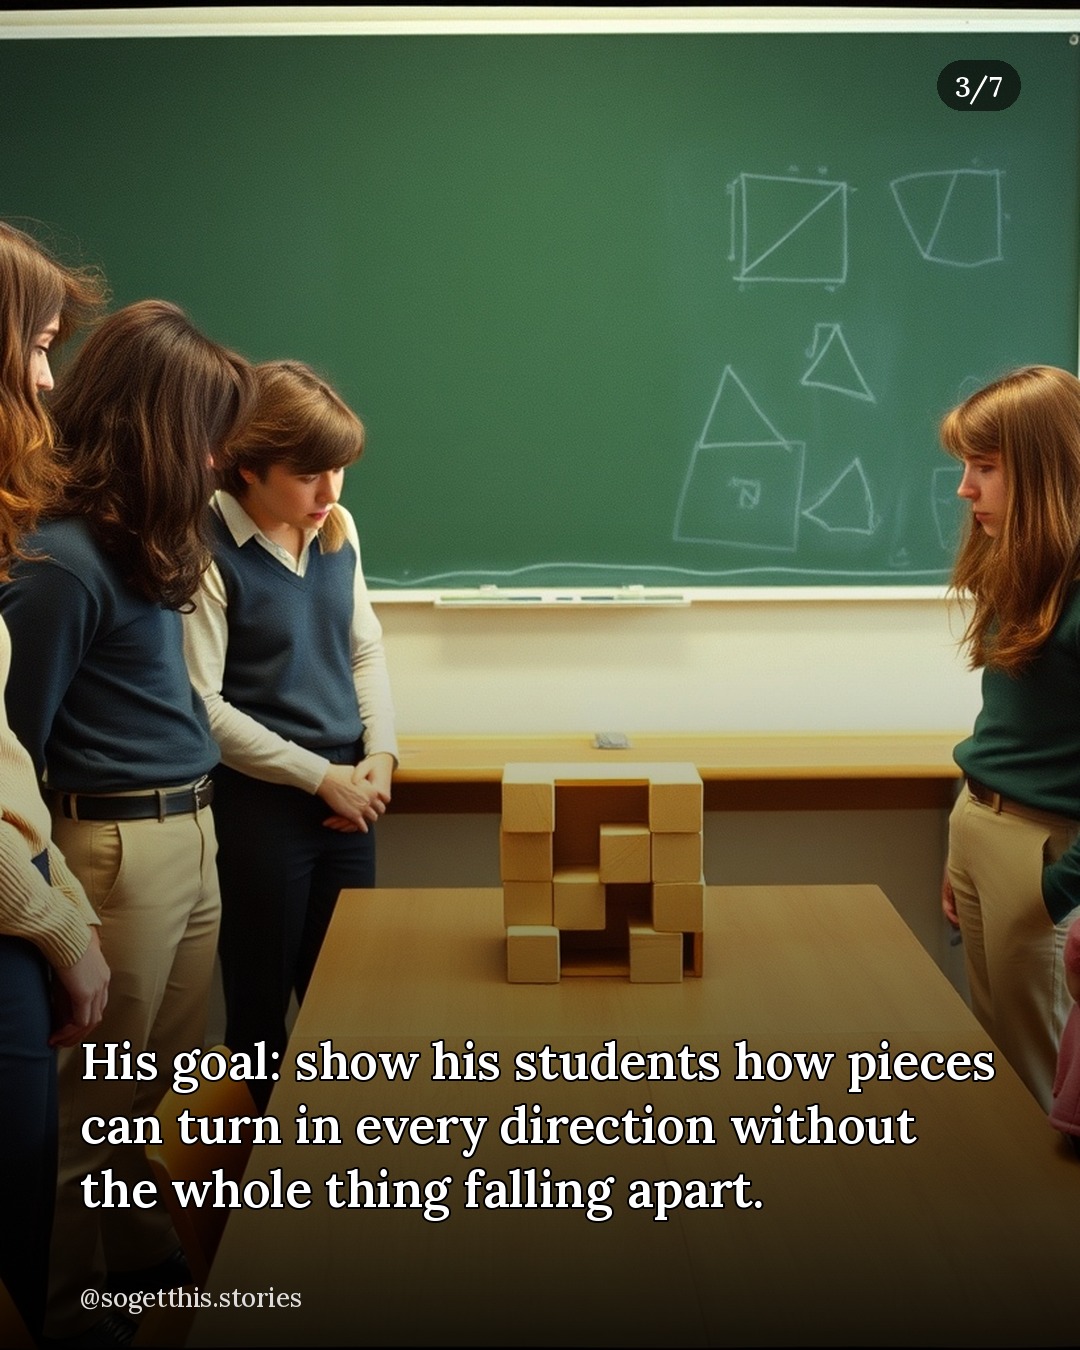 3/7
His goal: show his students how pieces
can turn in every direction without
the whole thing falling apart.
@sogetthis.stories